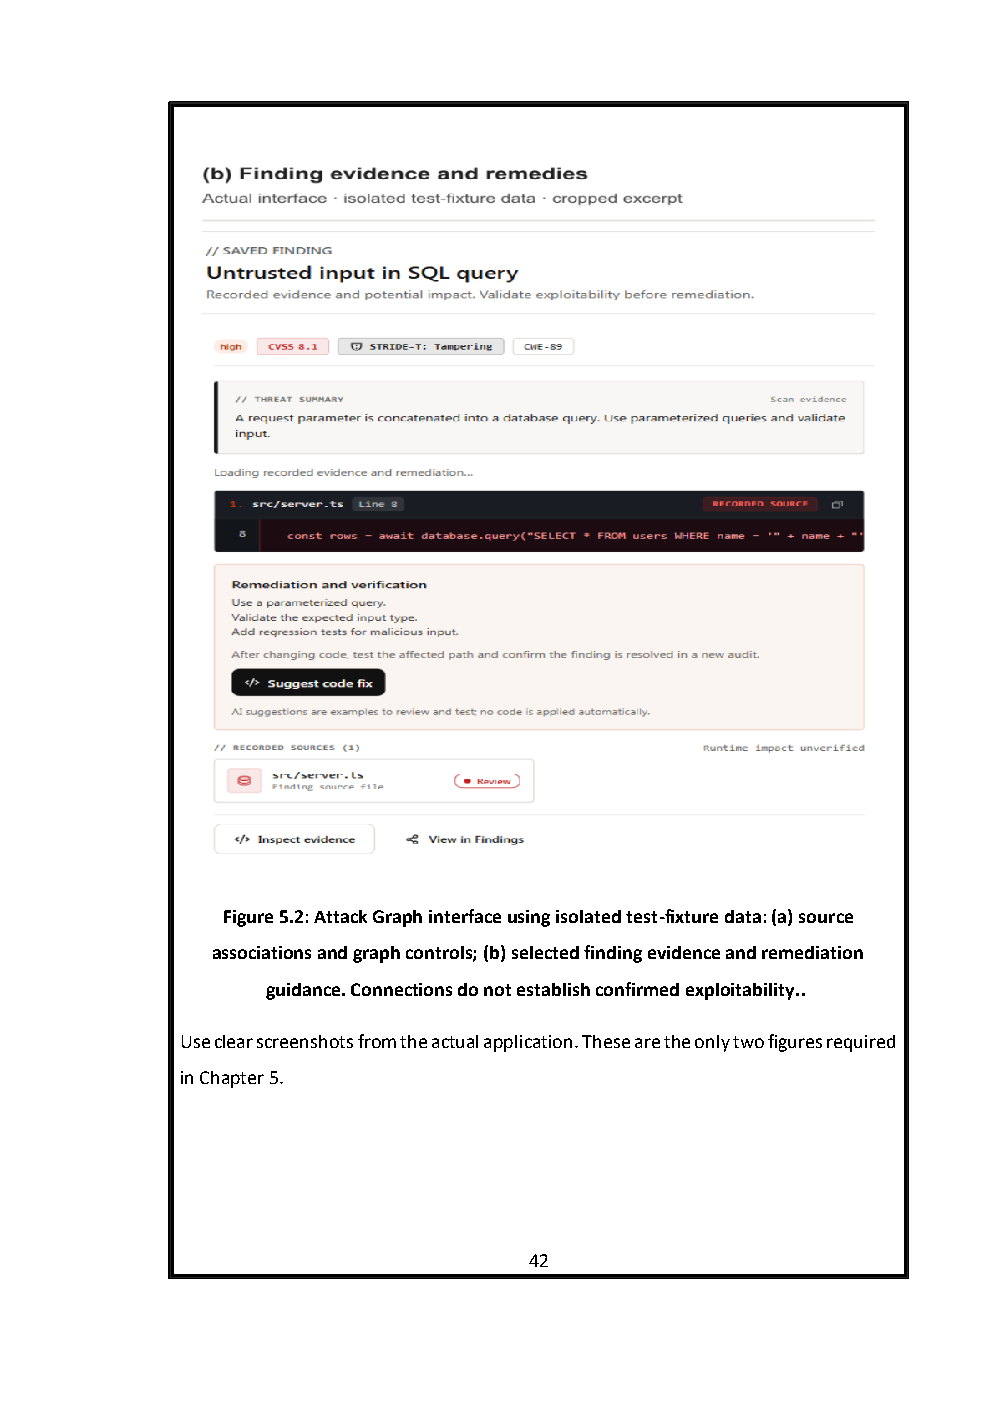 (b) Finding evidence and remedies
Actual interface · isolated test-fixture data · cropped excerpt
// SAVED FINDING
Untrusted input in SQL query
Recorded evidence and potential impact. Validate exploitability before remediation.
high CVSS 8.1 STRIDE-T: Tampering CWE-89
// THREAT SUMMARY Scan evidence
A request parameter is concatenated into a database query. Use parameterized queries and validate
input.
Loading recorded evidence and remediation...
1. src/server.ts Line 8 RECORDED SOURCE
8 const rows = await database.query("SELECT * FROM users WHERE name = '" + name + "'
Remediation and verification
Use a parameterized query.
Validate the expected input type.
Add regression tests for malicious input.
After changing code, test the affected path and confirm the finding is resolved in a new audit.
</> Suggest code fix
AI suggestions are examples to review and test; no code is applied automatically.
// RECORDED SOURCES (1) Runtime impact unverified
src/server.ts
Finding source file
Review
</> Inspect evidence View in Findings
Figure 5.2: Attack Graph interface using isolated test-fixture data: (a) source
associations and graph controls; (b) selected finding evidence and remediation
guidance. Connections do not establish confirmed exploitability..
Use clear screenshots from the actual application. These are the only two figures required
in Chapter 5.
42